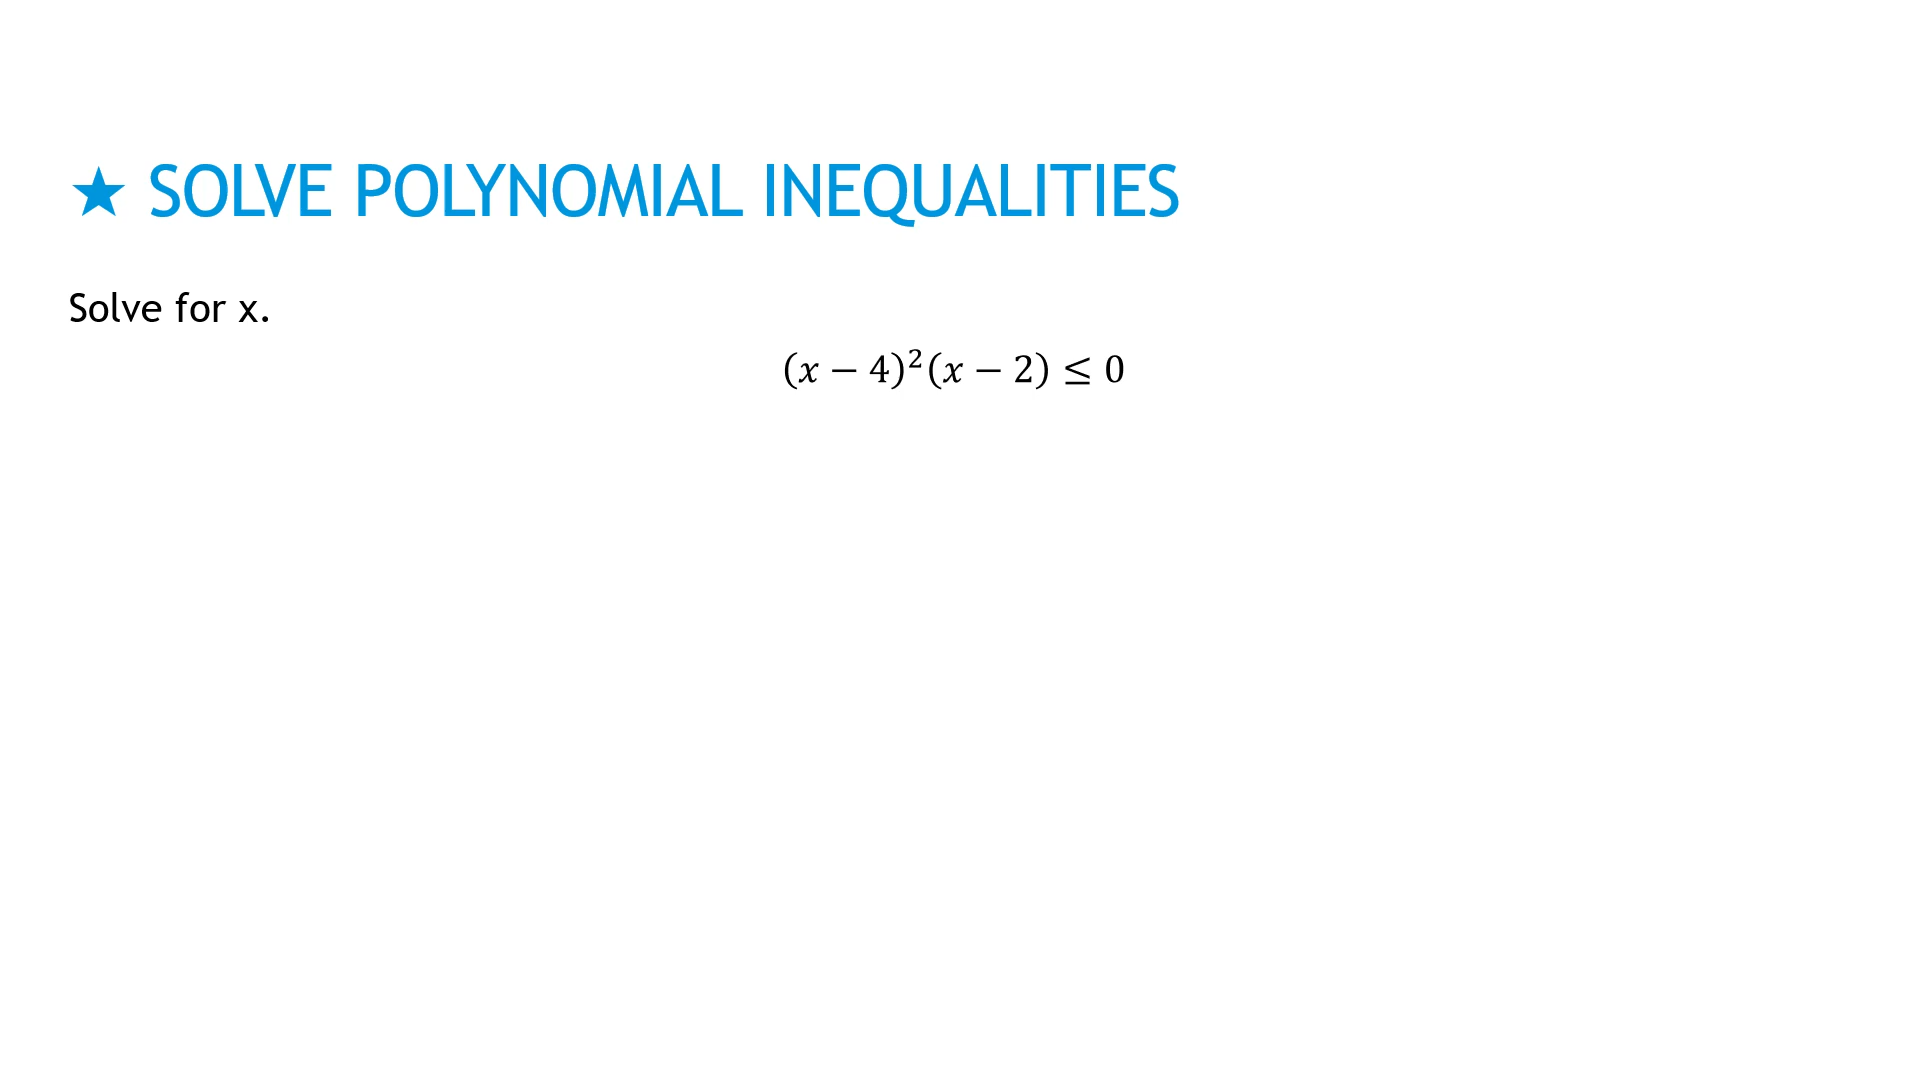 ★ SOLVE POLYNOMIAL INEQUALITIES
Solve for x.
(𝑥 − 4)²(𝑥 − 2) ≤ 0